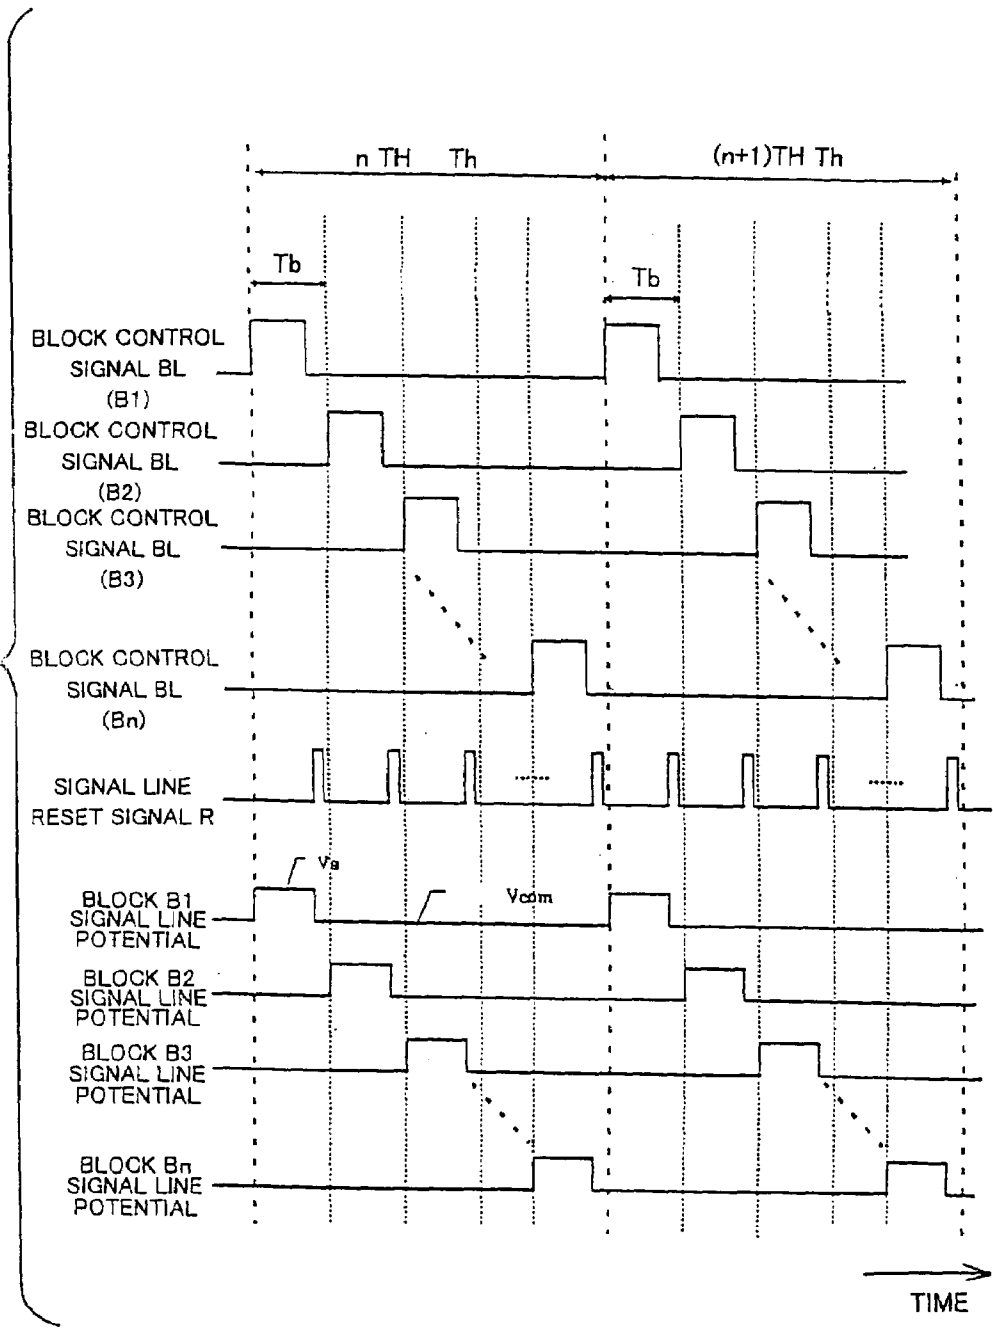 n TH Th
(n+1)TH Th
Tb
Tb
BLOCK CONTROL
SIGNAL BL
(B1)
BLOCK CONTROL
SIGNAL BL
(B2)
BLOCK CONTROL
SIGNAL BL
(B3)
BLOCK CONTROL
SIGNAL BL
(Bn)
SIGNAL LINE
RESET SIGNAL R
Vs
Vcom
BLOCK B1
SIGNAL LINE
POTENTIAL
BLOCK B2
SIGNAL LINE
POTENTIAL
BLOCK B3
SIGNAL LINE
POTENTIAL
BLOCK Bn
SIGNAL LINE
POTENTIAL
TIME